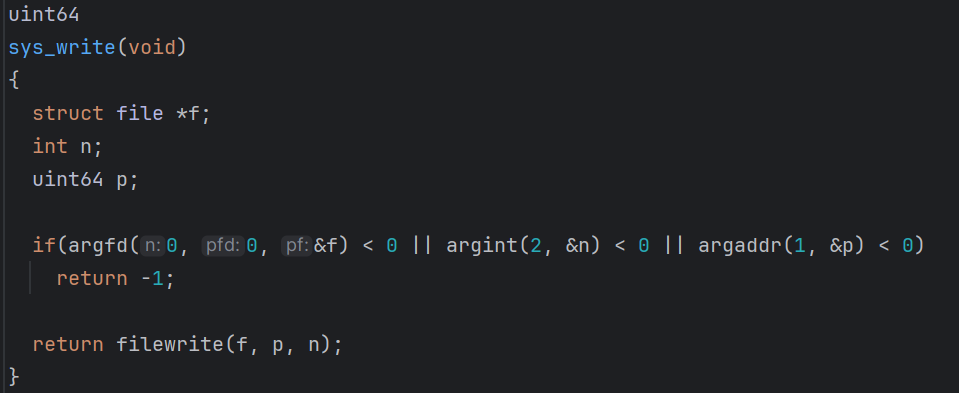 uint64
sys_write(void)
{
  struct file *f;
  int n;
  uint64 p;

  if(argfd(n: 0, pfd: 0, pf: &f) < 0 || argint(2, &n) < 0 || argaddr(1, &p) < 0)
    return -1;

  return filewrite(f, p, n);
}